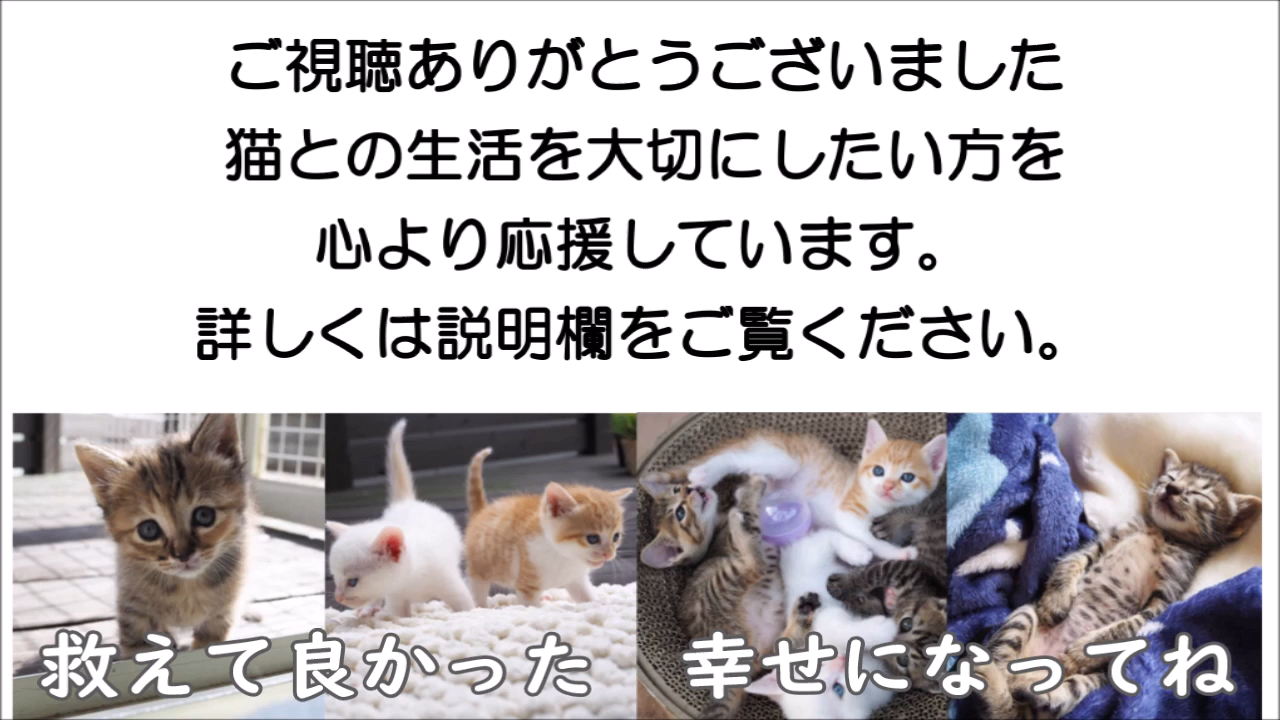 ご視聴ありがとうございました
猫との生活を大切にしたい方を
心より応援しています。
詳しくは説明欄をご覧ください。
救えて良かった　幸せになってね